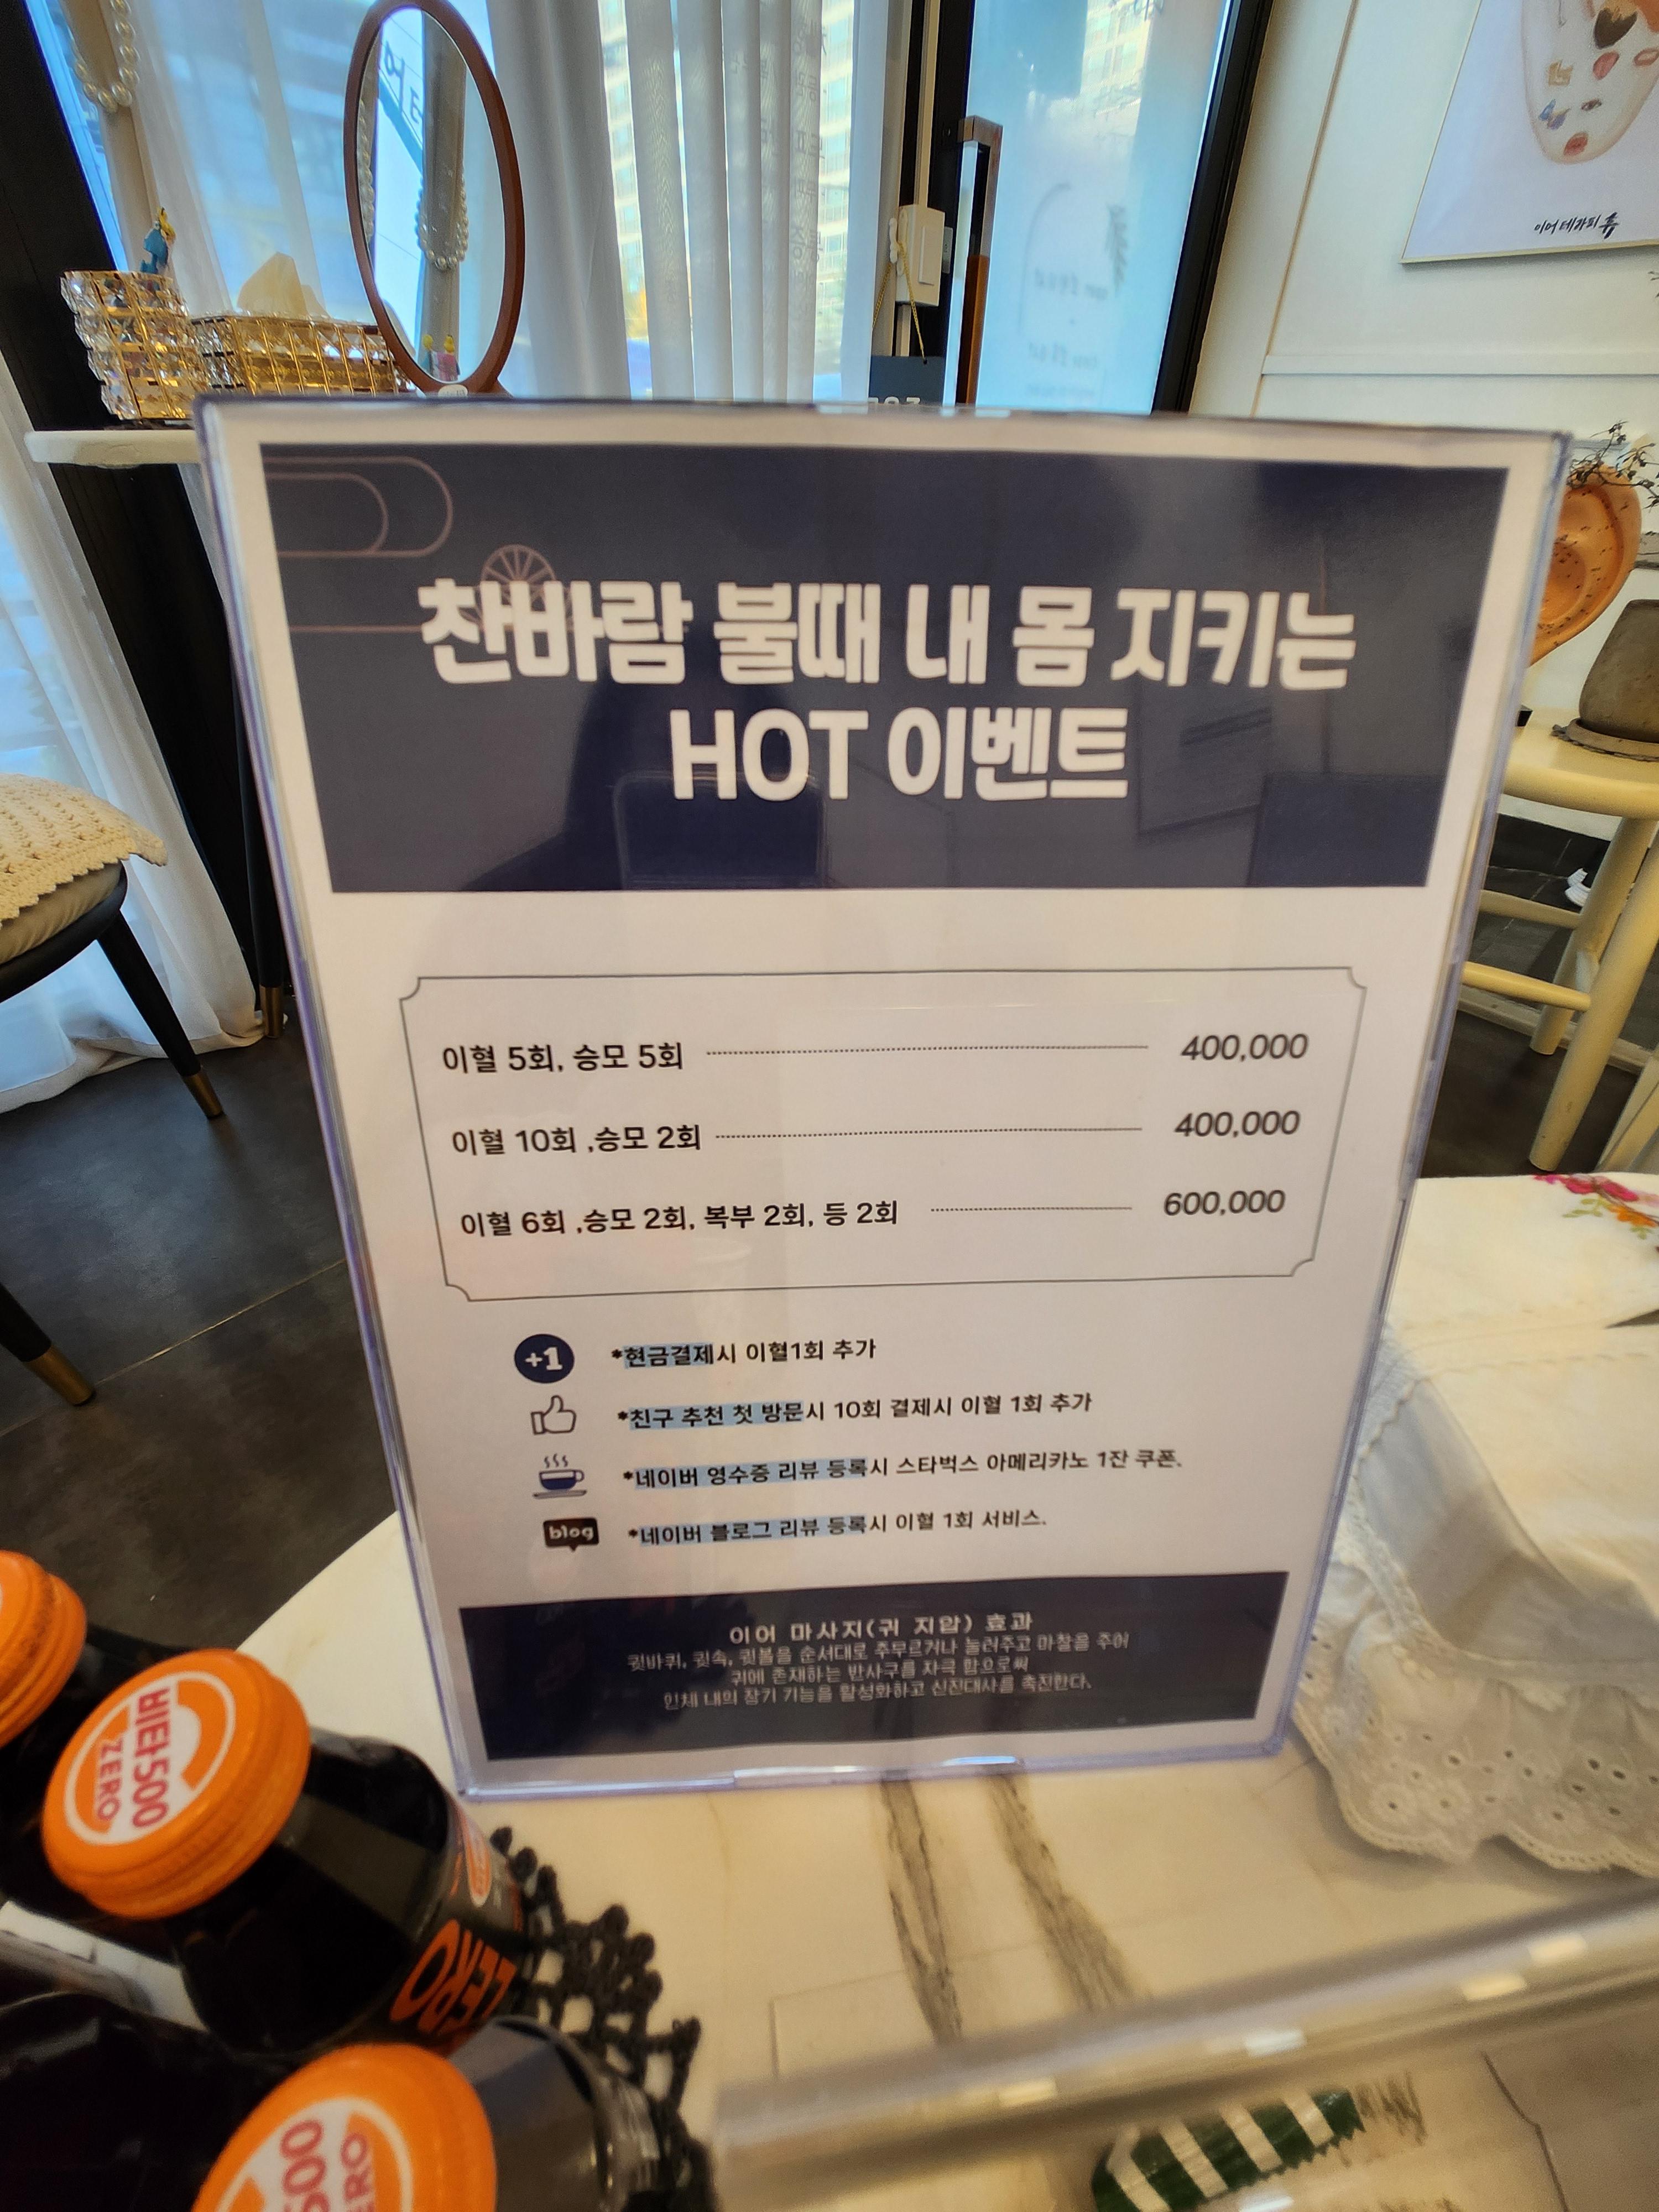 이어 테라피 휴
찬바람 불때 내 몸 지키는
HOT 이벤트
이혈 5회, 승모 5회 400,000
이혈 10회 ,승모 2회 400,000
이혈 6회 ,승모 2회, 복부 2회, 등 2회 600,000
+1 *현금결제시 이혈1회 추가
*친구 추천 첫 방문시 10회 결제시 이혈 1회 추가
*네이버 영수증 리뷰 등록시 스타벅스 아메리카노 1잔 쿠폰.
blog *네이버 블로그 리뷰 등록시 이혈 1회 서비스.
이어 마사지(귀 지압) 효과
귓바퀴, 귓속, 귓볼을 순서대로 주무르거나 눌러주고 마찰을 주어
귀에 존재하는 반사구를 자극 함으로써
인체 내의 장기 기능을 활성화하고 신진대사를 촉진한다.
비타500
ZERO
ZERO
500
ZERO